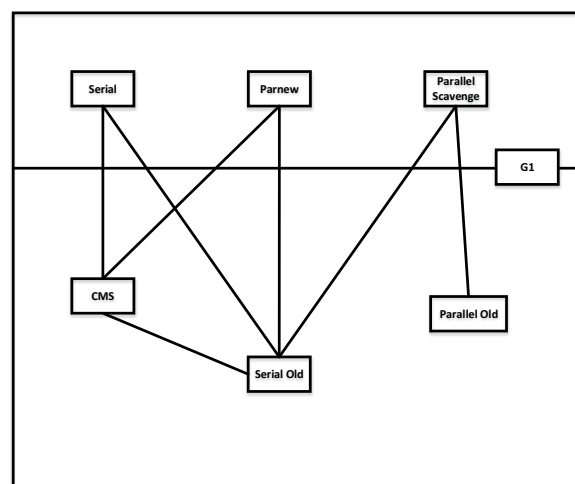 Serial
Parnew
Parallel
Scavenge
G1
CMS
Parallel Old
Serial Old